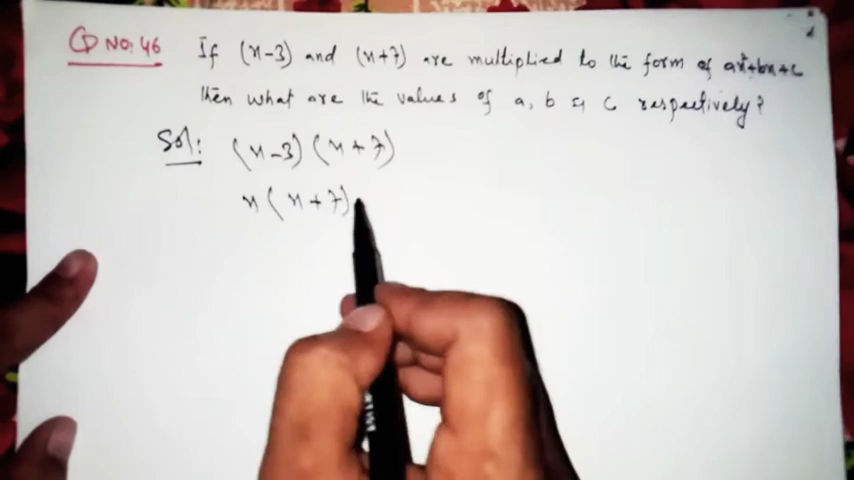 Q NO: 46 If (x-3) and (x+7) are multiplied to the form of ax²+bx+c
then what are the values of a, b & c respectively?
Sol: (x-3) (x+7)
x(x+7)